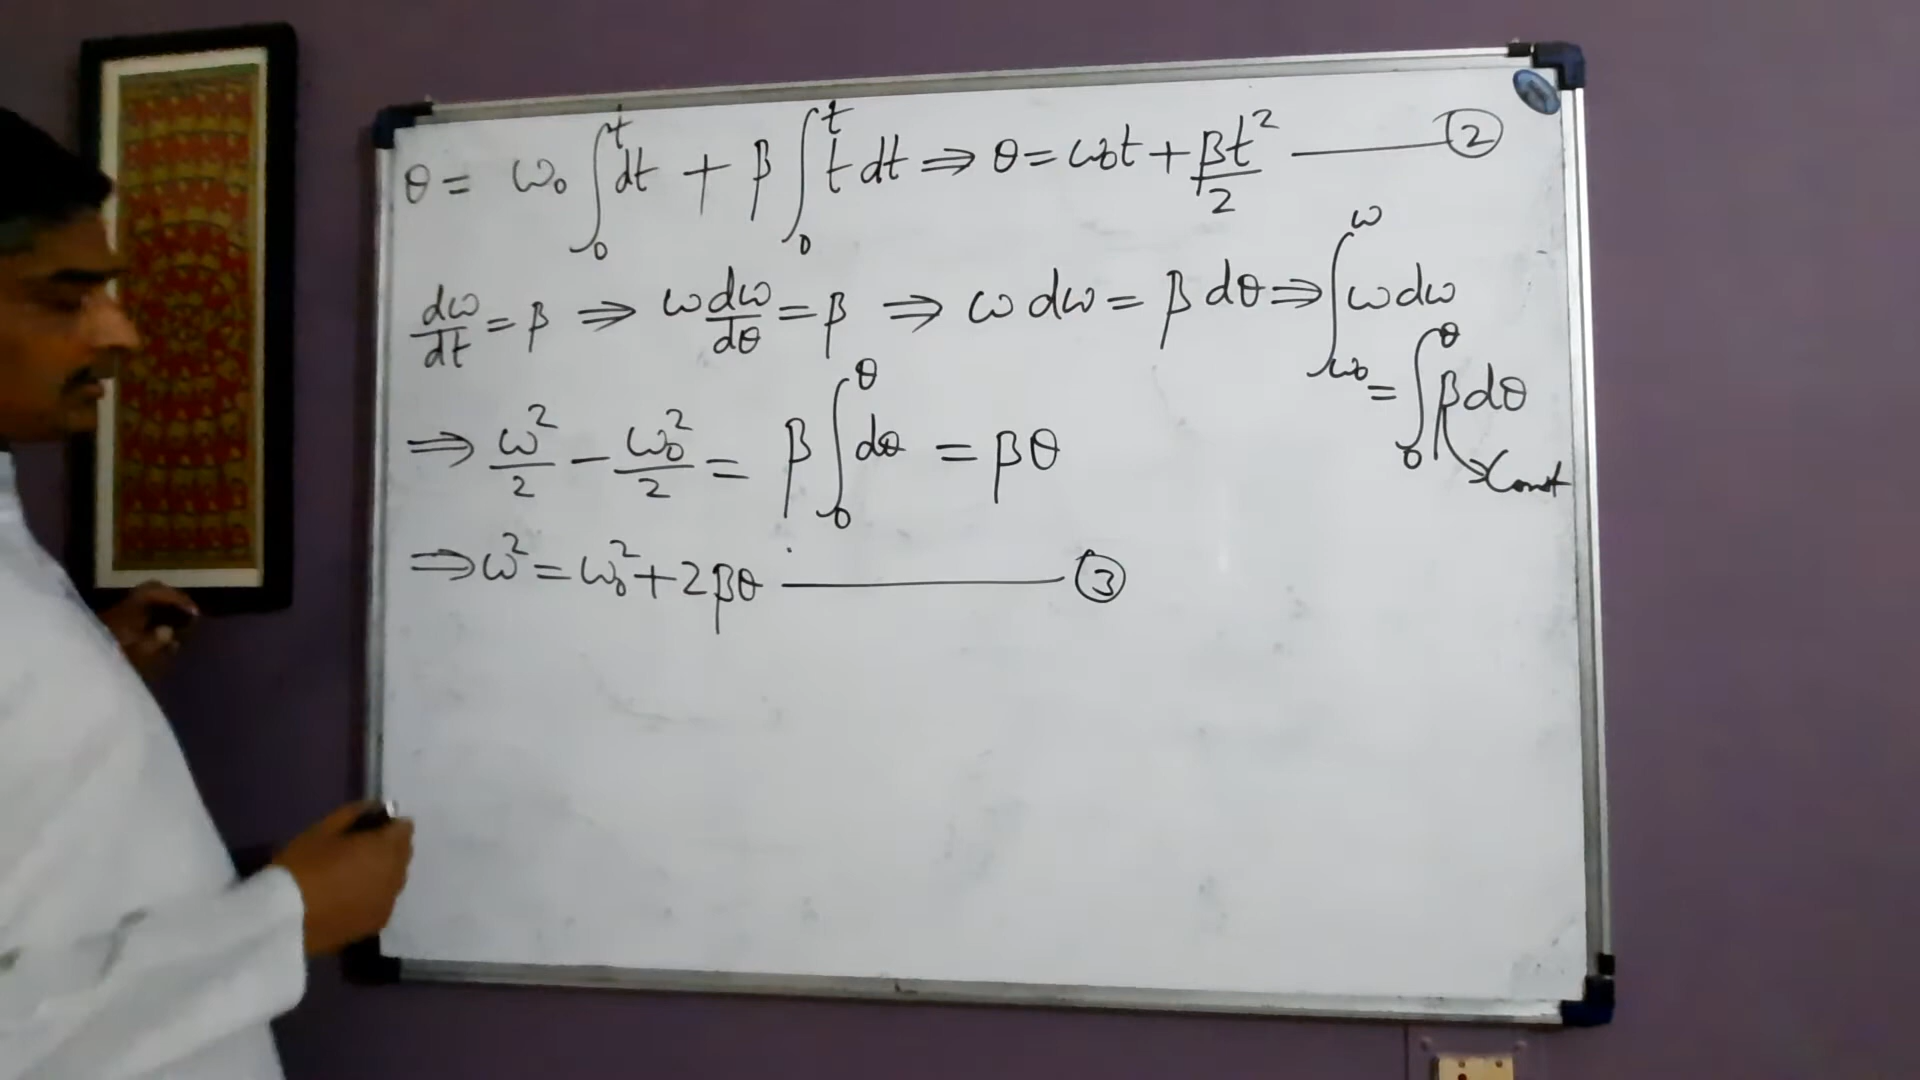 θ = ω₀ ∫₀ᵗ dt + β ∫₀ᵗ t dt ⇒ θ = ω₀t + βt²/2 —— ②
dω/dt = β ⇒ ω dω/dθ = β ⇒ ω dω = β dθ ⇒ ∫_ω₀^ω ω dω
= ∫₀^θ β dθ
→ Const
⇒ ω²/2 − ω₀²/2 = β ∫₀^θ dθ = βθ
⇒ ω² = ω₀² + 2βθ —— ③